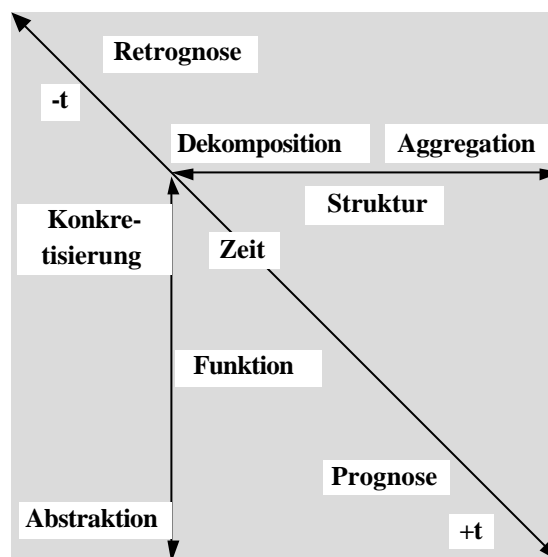 Retrognose
-t
Dekomposition
Aggregation
Struktur
Konkre-
tisierung
Zeit
Funktion
Prognose
Abstraktion
+t